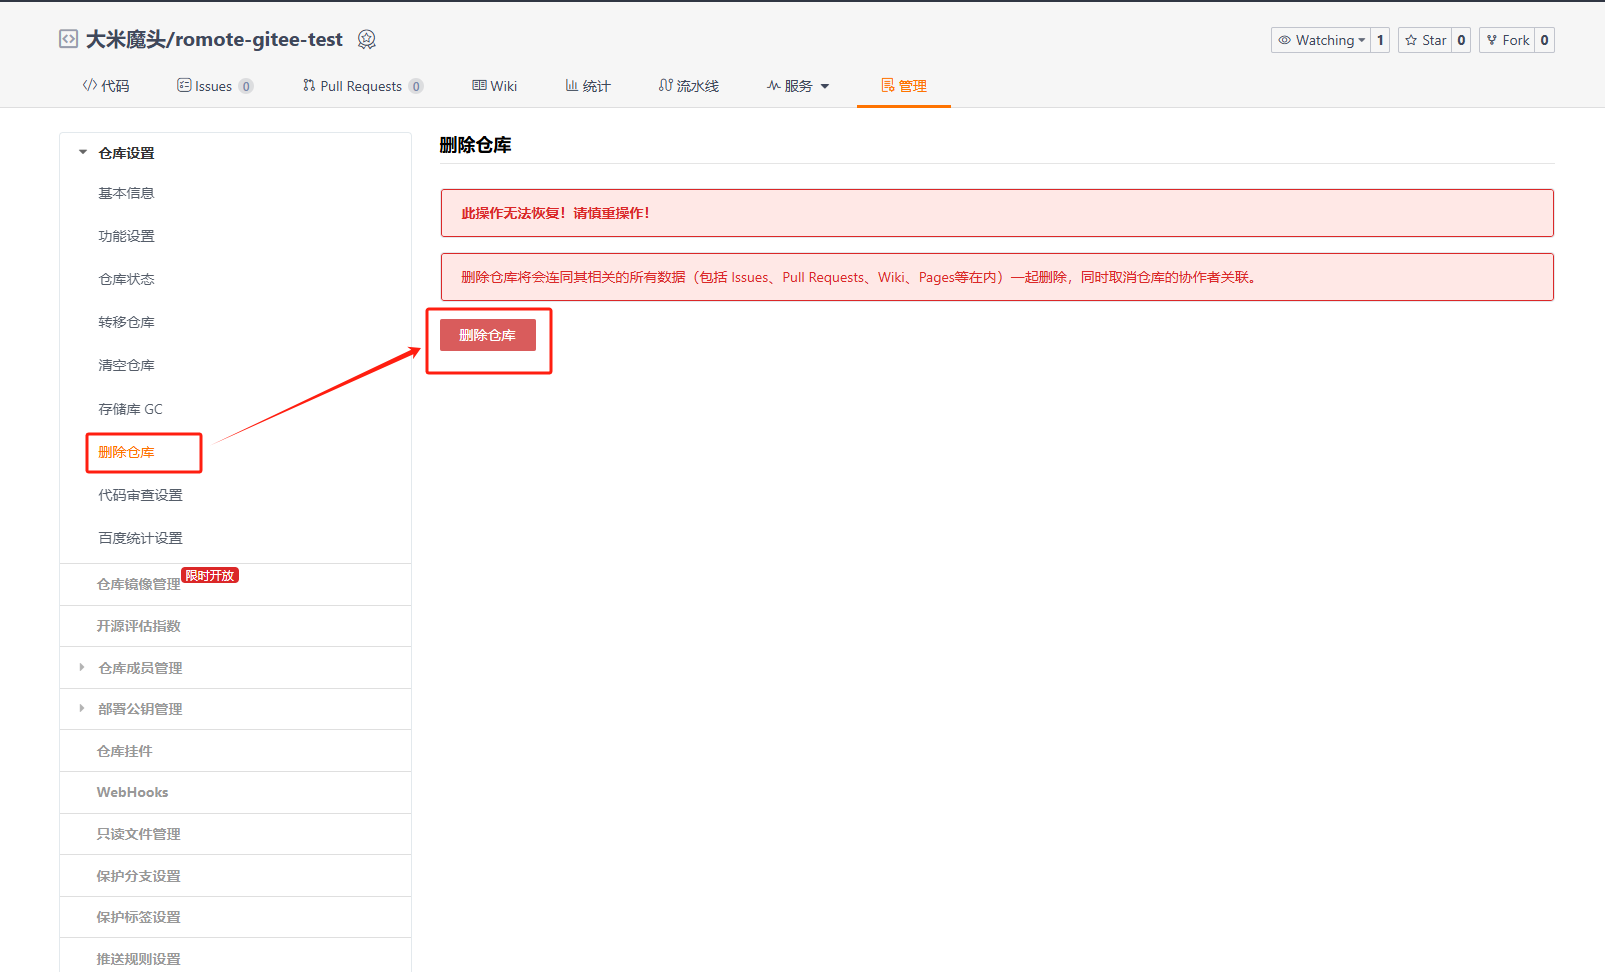 大米魔头/romote-gitee-test
Watching 1 Star 0 Fork 0
代码 Issues 0 Pull Requests 0 Wiki 统计 流水线 服务 管理
仓库设置
基本信息
功能设置
仓库状态
转移仓库
清空仓库
存储库 GC
删除仓库
代码审查设置
百度统计设置
仓库镜像管理 限时开放
开源评估指数
仓库成员管理
部署公钥管理
仓库挂件
WebHooks
只读文件管理
保护分支设置
保护标签设置
推送规则设置
删除仓库
此操作无法恢复！请慎重操作！
删除仓库将会连同其相关的所有数据（包括 Issues、Pull Requests、Wiki、Pages等在内）一起删除，同时取消仓库的协作者关联。
删除仓库